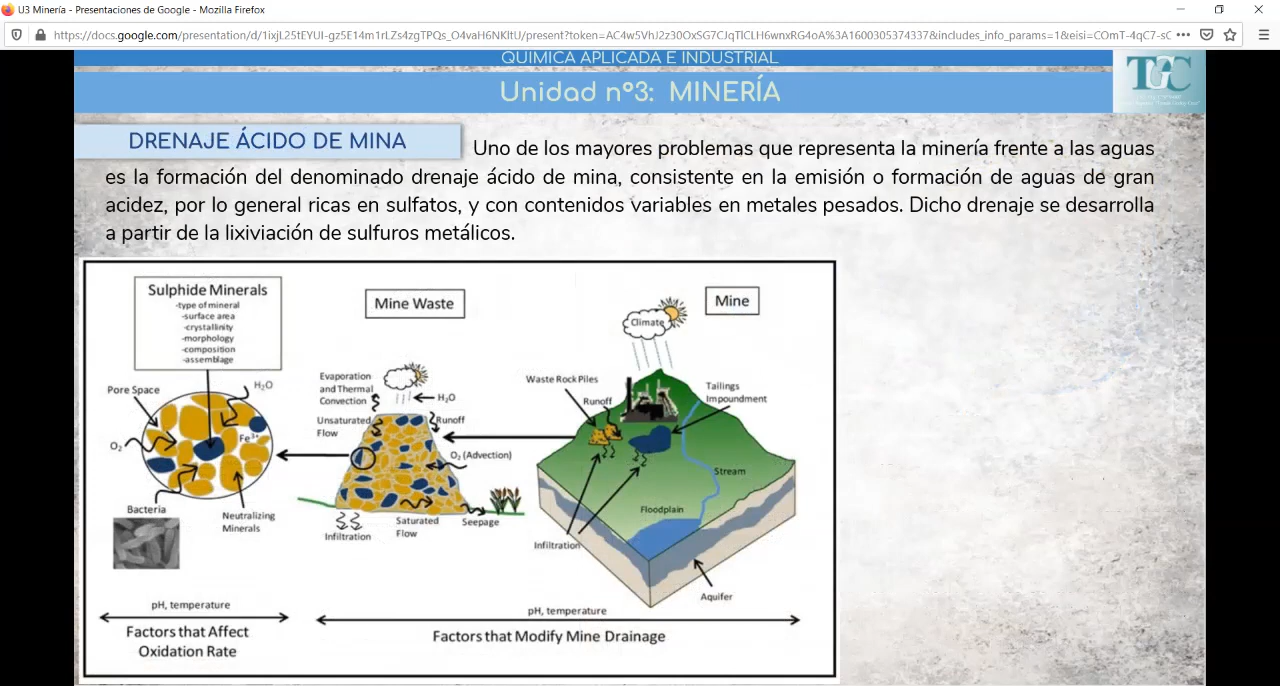 U3 Minería - Presentaciones de Google - Mozilla Firefox
https://docs.google.com/presentation/d/1ixjL25tEYUI-gz5E14m1rLZs4zgTPQs_O4vaH6NKItU/present?token=AC4w5VhJ2z30OxSG7CJqTlCLH6wnxRG4oA%3A1600305374337&includes_info_params=1&eisi=COmT-4qC7-sC
QUÍMICA APLICADA E INDUSTRIAL
Unidad n°3: MINERÍA
TGC
DRENAJE ÁCIDO DE MINA
Uno de los mayores problemas que representa la minería frente a las aguas
es la formación del denominado drenaje ácido de mina, consistente en la emisión o formación de aguas de gran
acidez, por lo general ricas en sulfatos, y con contenidos variables en metales pesados. Dicho drenaje se desarrolla
a partir de la lixiviación de sulfuros metálicos.
Sulphide Minerals
-type of mineral
-surface area
-crystallinity
-morphology
-composition
-assemblage
Pore Space
H2O
O2
Fe3+
Bacteria
Neutralizing
Minerals
pH, temperature
Factors that Affect
Oxidation Rate
Mine Waste
Evaporation
and Thermal
Convection
H2O
Unsaturated
Flow
Runoff
O2 (Advection)
Infiltration
Saturated
Flow
Seepage
Mine
Climate
Waste Rock Piles
Runoff
Tailings
Impoundment
Stream
Floodplain
Infiltration
Aquifer
pH, temperature
Factors that Modify Mine Drainage